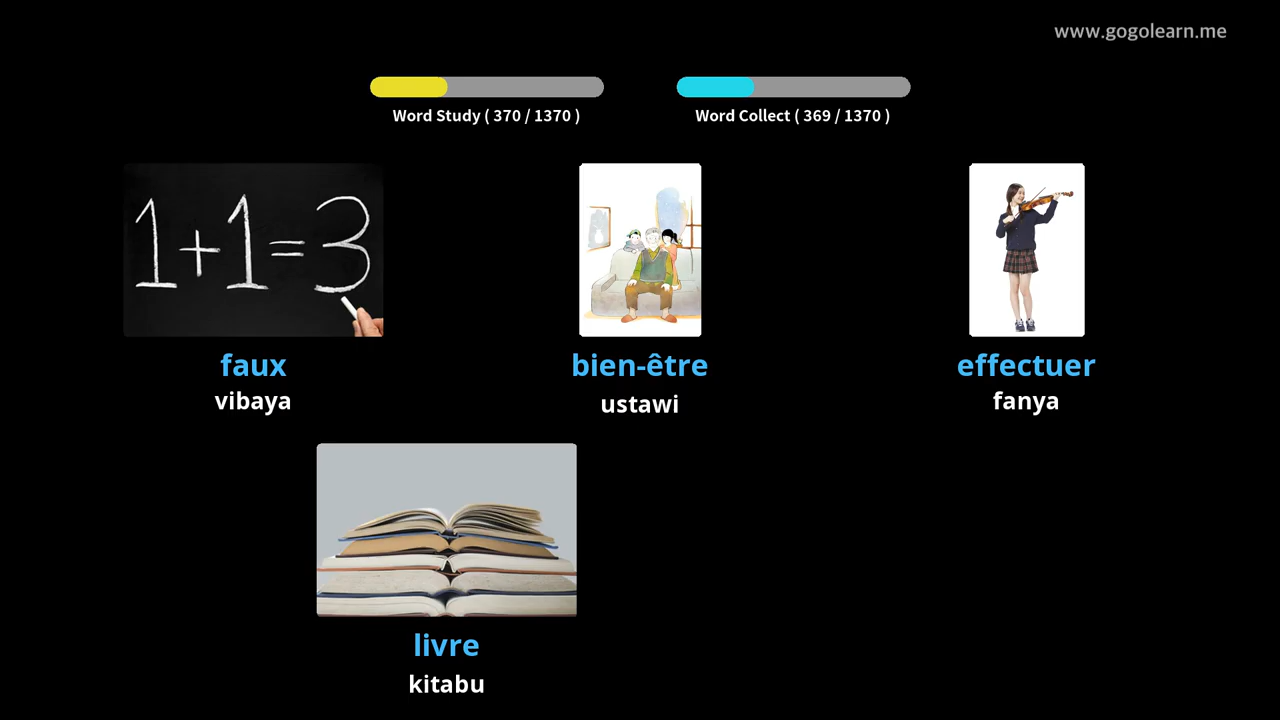 www.gogolearn.me
Word Study ( 370 / 1370 )
Word Collect ( 369 / 1370 )
1+1=3
faux
vibaya
bien-être
ustawi
effectuer
fanya
livre
kitabu